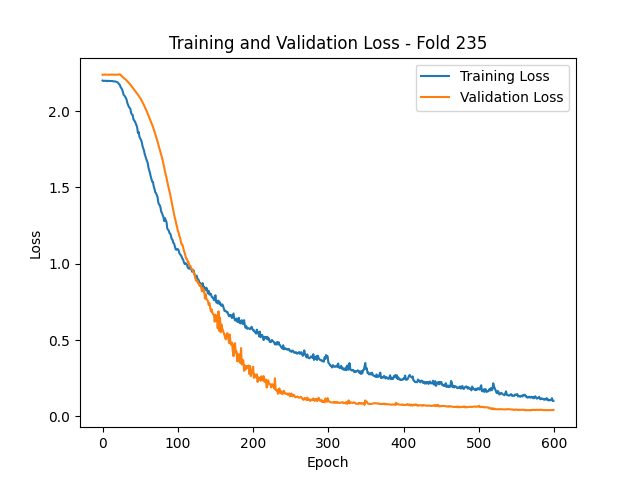 Training and Validation Loss - Fold 235
Training Loss
Validation Loss
Loss
2.0
1.5
1.0
0.5
0.0
0 100 200 300 400 500 600
Epoch